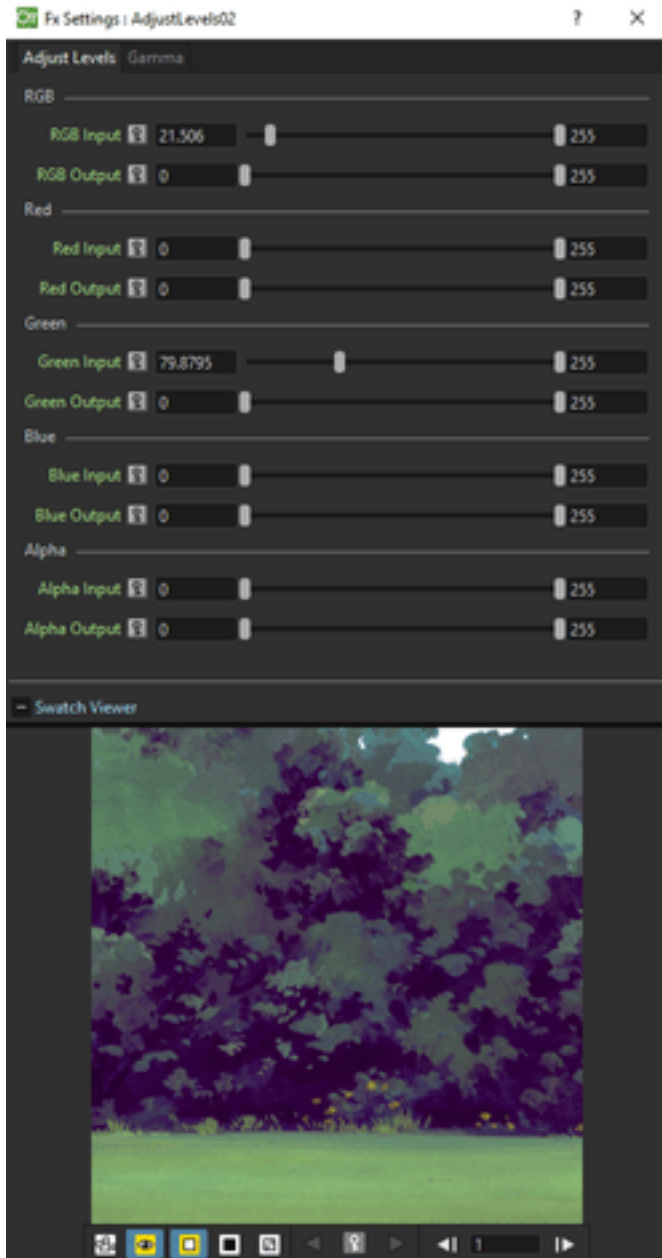 Fx Settings : AdjustLevels02 ? ×
Adjust Levels Gamma
RGB
RGB Input 21.506 255
RGB Output 0 255
Red
Red Input 0 255
Red Output 0 255
Green
Green Input 79.8795 255
Green Output 0 255
Blue
Blue Input 0 255
Blue Output 0 255
Alpha
Alpha Input 0 255
Alpha Output 0 255
Swatch Viewer
1